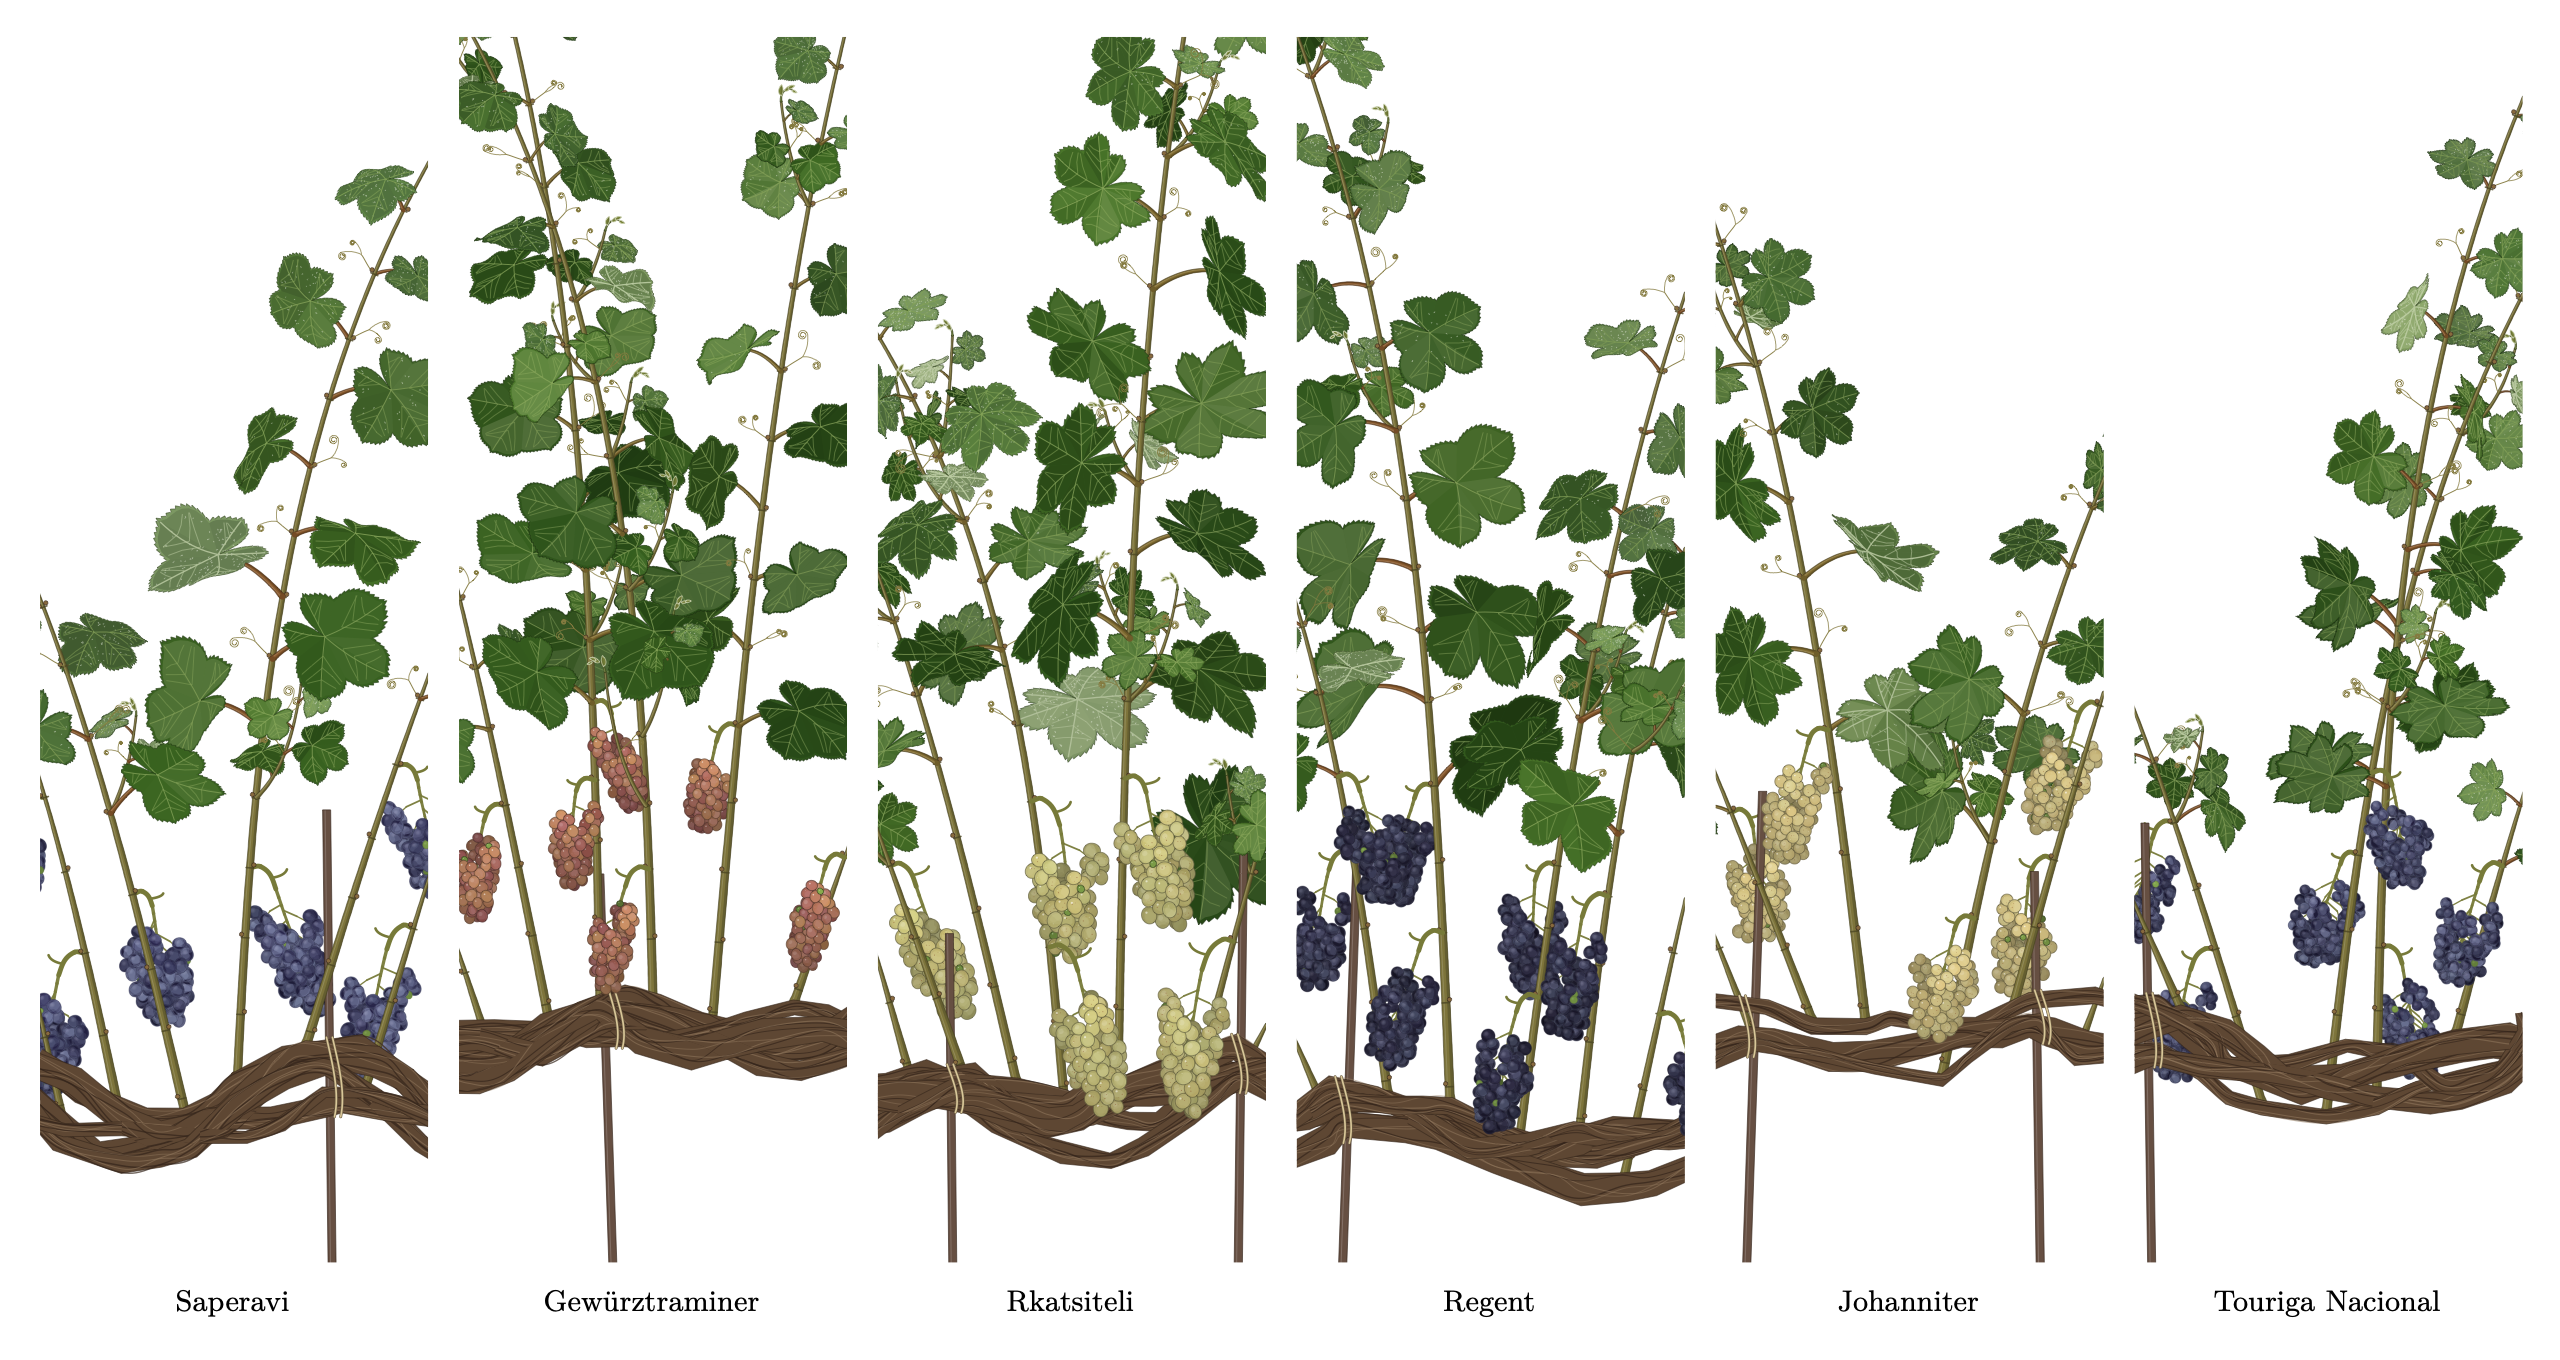 Saperavi
Gewürztraminer
Rkatsiteli
Regent
Johanniter
Touriga Nacional